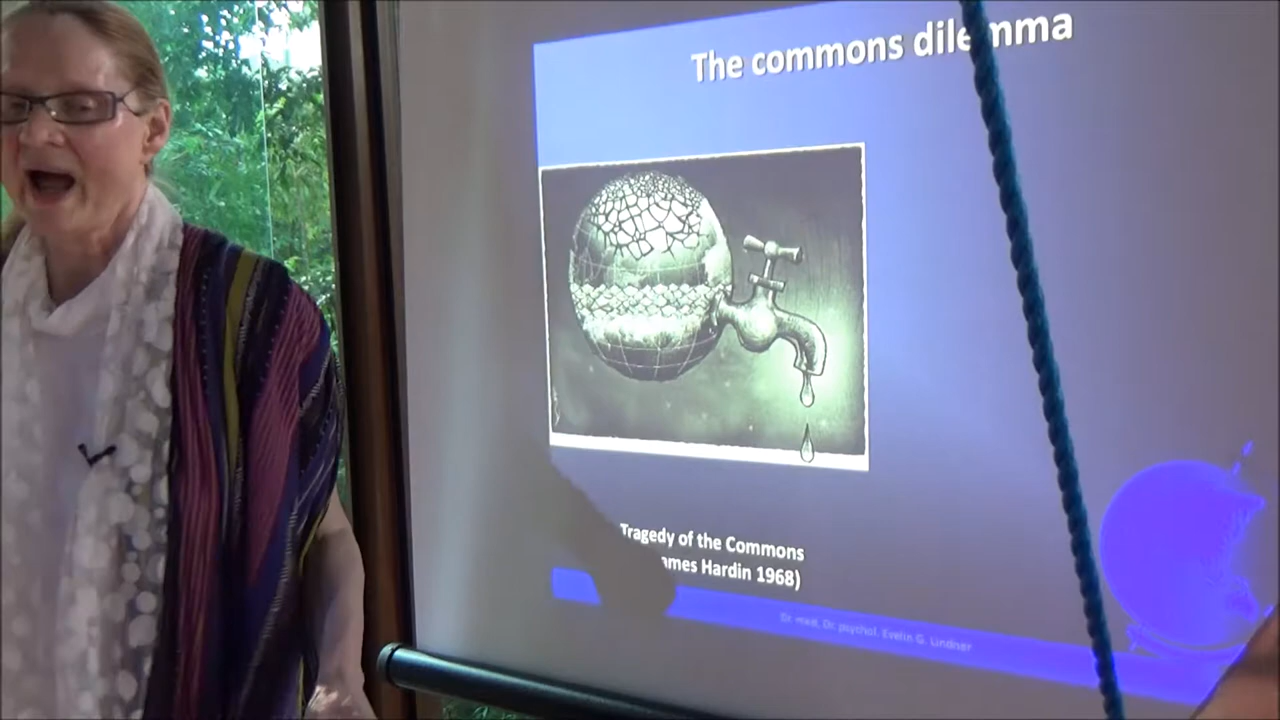 The commons dilemma
Tragedy of the Commons
ames Hardin 1968)
Dr. med. Dr. psychol. Evelin G. Lindner